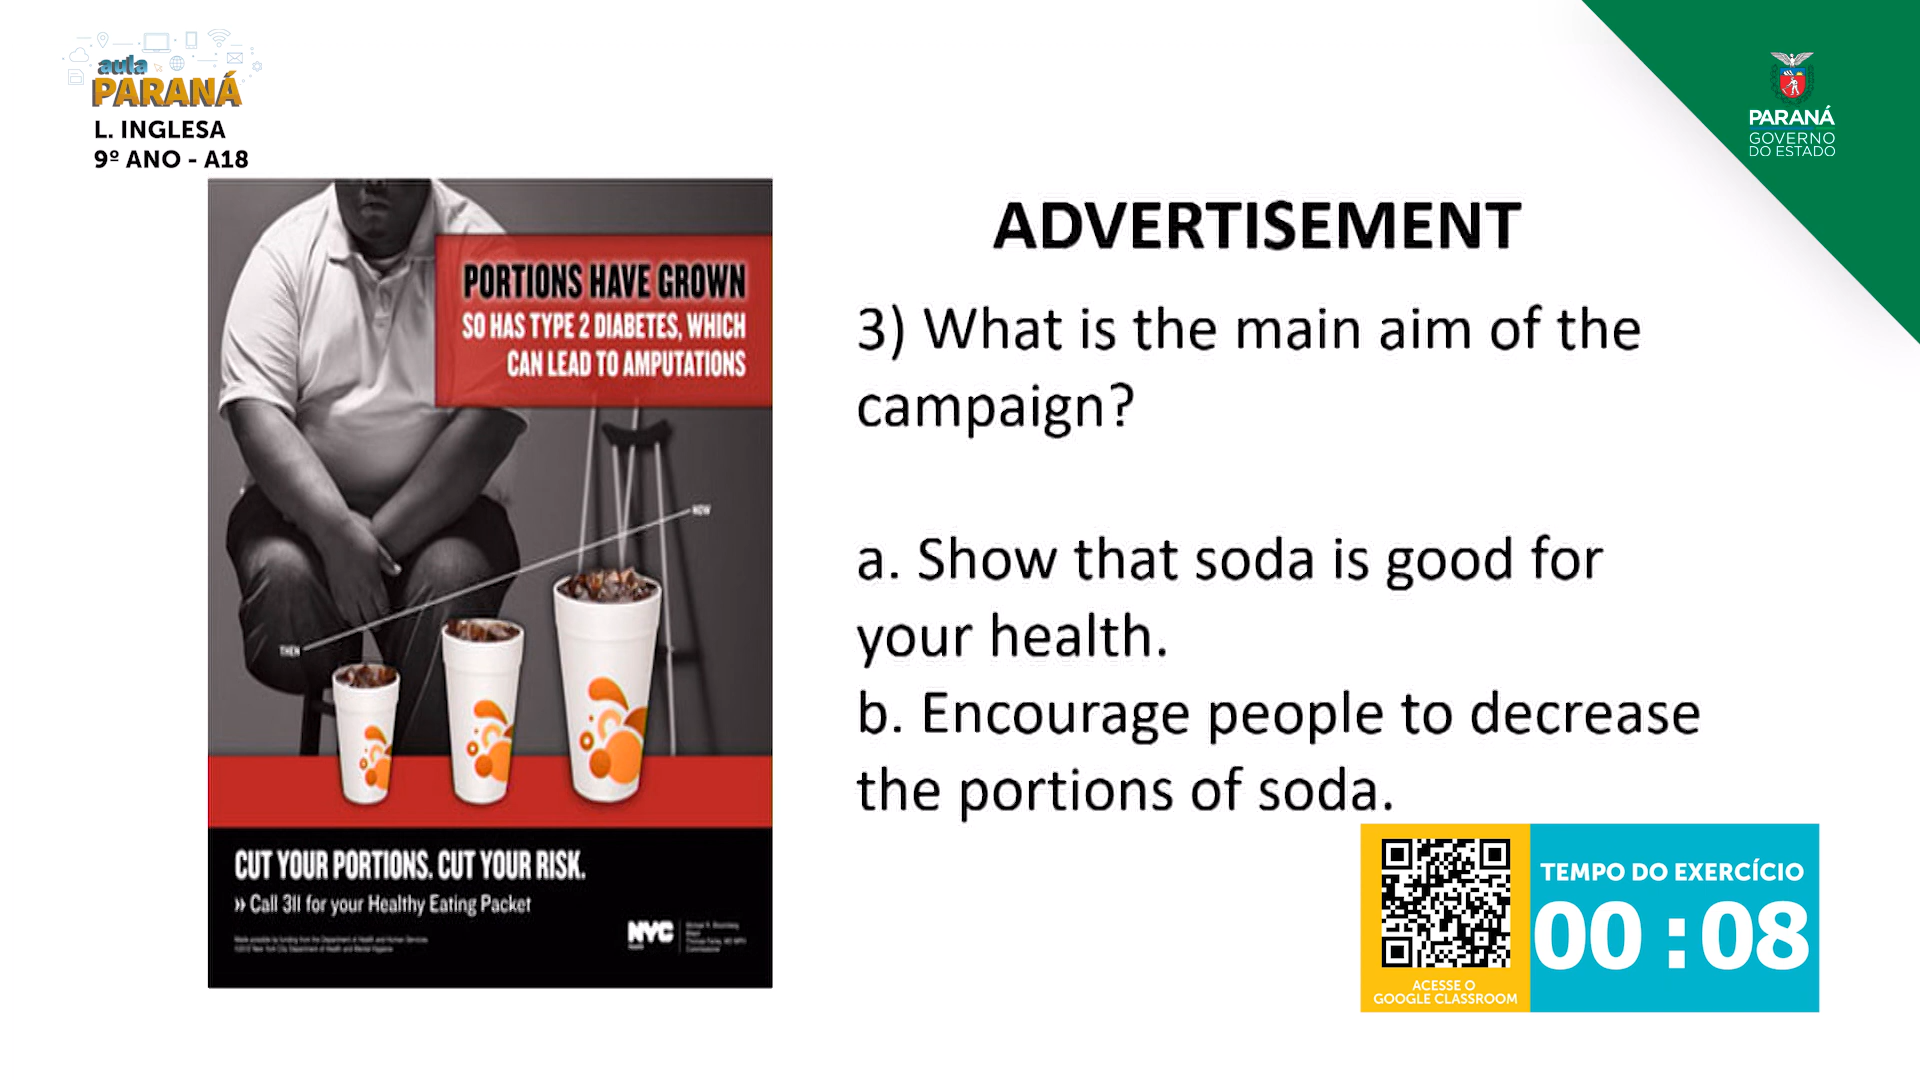 aula
PARANÁ
L. INGLESA
9º ANO - A18
PARANÁ
GOVERNO
DO ESTADO
PORTIONS HAVE GROWN
SO HAS TYPE 2 DIABETES, WHICH
CAN LEAD TO AMPUTATIONS
NOW
THEN
CUT YOUR PORTIONS. CUT YOUR RISK.
» Call 311 for your Healthy Eating Packet
NYC
ADVERTISEMENT
3) What is the main aim of the
campaign?
a. Show that soda is good for
your health.
b. Encourage people to decrease
the portions of soda.
ACESSE O
GOOGLE CLASSROOM
TEMPO DO EXERCÍCIO
00:08